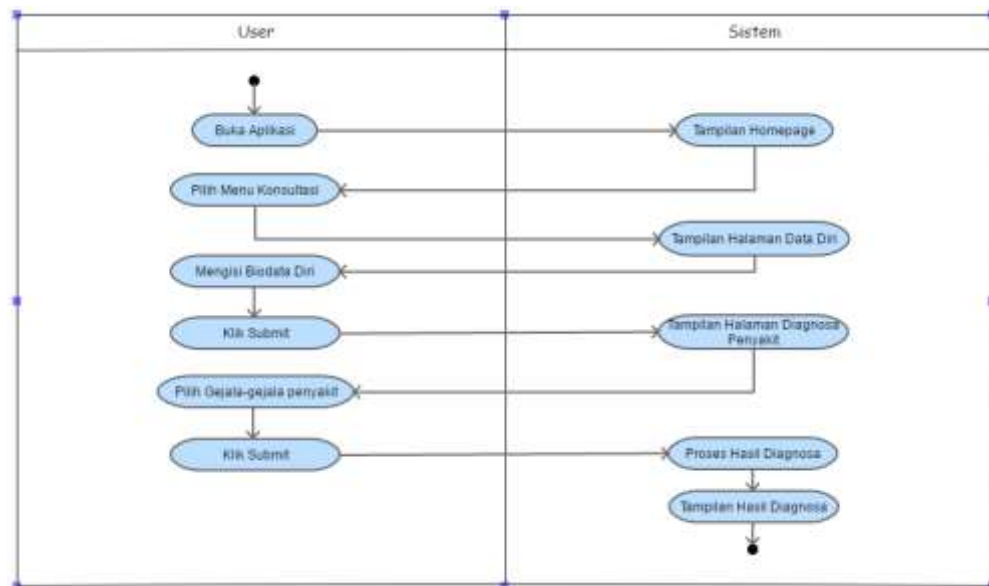 User
Sistem
Buka Aplikasi
Tampilan Homepage
Pilih Menu Konsultasi
Tampilan Halaman Data Diri
Mengisi Biodata Diri
Klik Submit
Tampilan Halaman Diagnosa
Penyakit
Pilih Gejala-gejala penyakit
Klik Submit
Proses Hasil Diagnosa
Tampilan Hasil Diagnosa